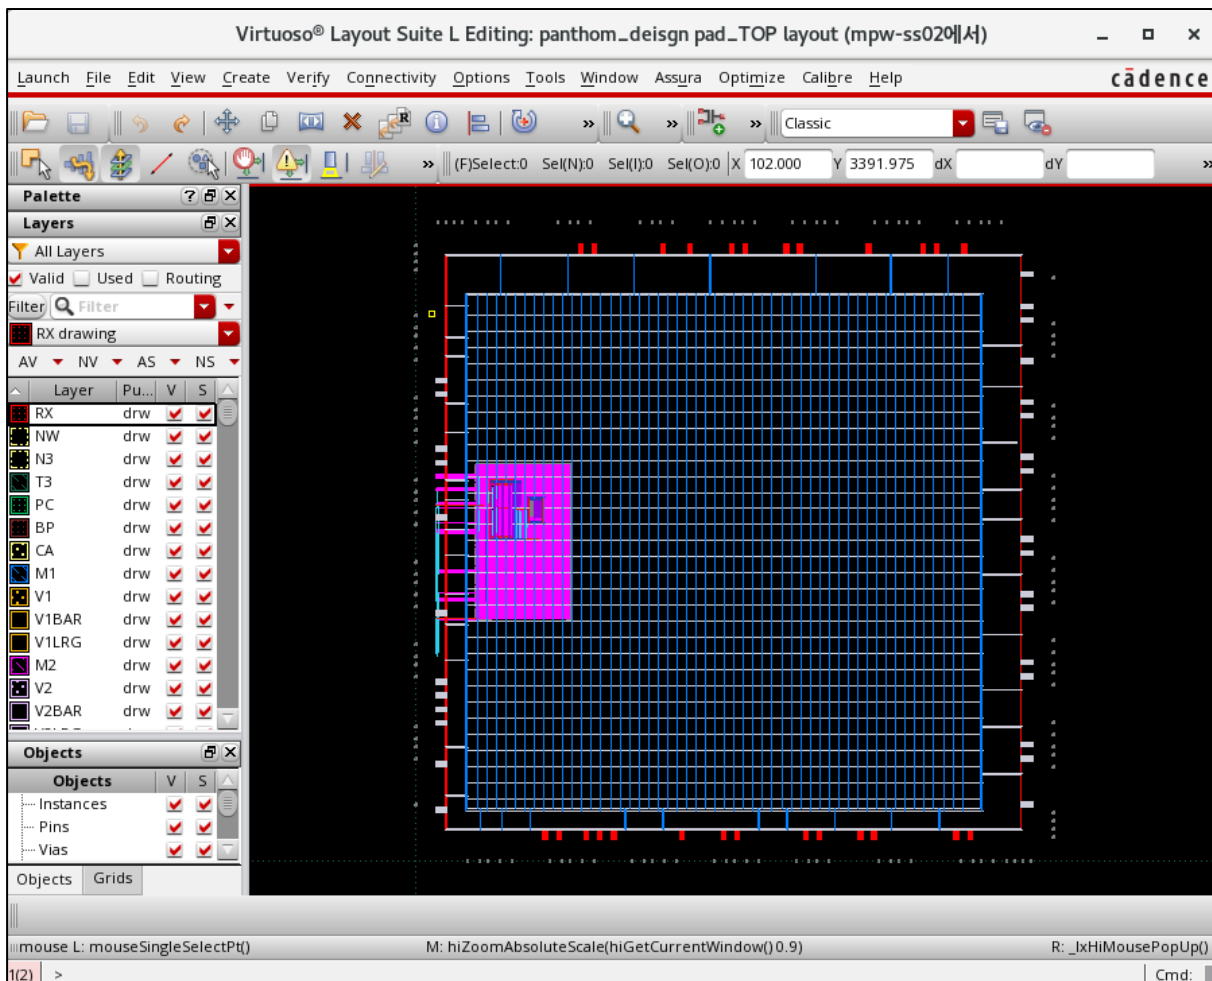 Virtuoso® Layout Suite L Editing: panthom_deisgn pad_TOP layout (mpw-ss02에서)
Launch File Edit View Create Verify Connectivity Options Tools Window Assura Optimize Calibre Help cādence
R » » » Classic
» (F)Select:0 Sel(N):0 Sel(I):0 Sel(O):0 X 102.000 Y 3391.975 dX dY »
Palette
Layers
All Layers
Valid Used Routing
Filter Filter
RX drawing
AV NV AS NS
Layer Pu... V S
RX drw
NW drw
N3 drw
T3 drw
PC drw
BP drw
CA drw
M1 drw
V1 drw
V1BAR drw
V1LRG drw
M2 drw
V2 drw
V2BAR drw
Objects
Objects V S
Instances
Pins
Vias
Objects Grids
mouse L: mouseSingleSelectPt() M: hiZoomAbsoluteScale(hiGetCurrentWindow() 0.9) R: _lxHiMousePopUp()
1(2) > Cmd: